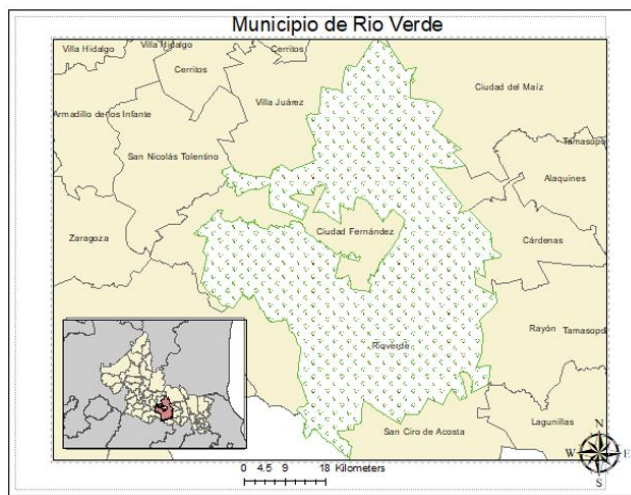 Municipio de Rio Verde
Villa Hidalgo
Villa Hidalgo
Cerritos
Cerritos
Ciudad del Maíz
Villa Juárez
Armadillo de los Infante
Tamasopo
San Nicolás Tolentino
Alaquines
Zaragoza
Ciudad Fernández
Cárdenas
Rioverde
Rayón
Tamasopo
San Ciro de Acosta
Lagunillas
N
W
E
S
0 4.5 9 18 Kilometers